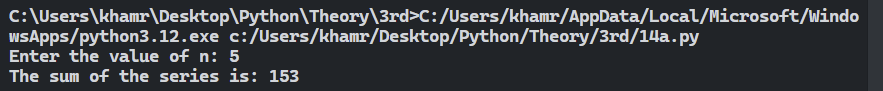 C:\Users\khamr\Desktop\Python\Theory\3rd>C:/Users/khamr/AppData/Local/Microsoft/Windo
wsApps/python3.12.exe c:/Users/khamr/Desktop/Python/Theory/3rd/14a.py
Enter the value of n: 5
The sum of the series is: 153